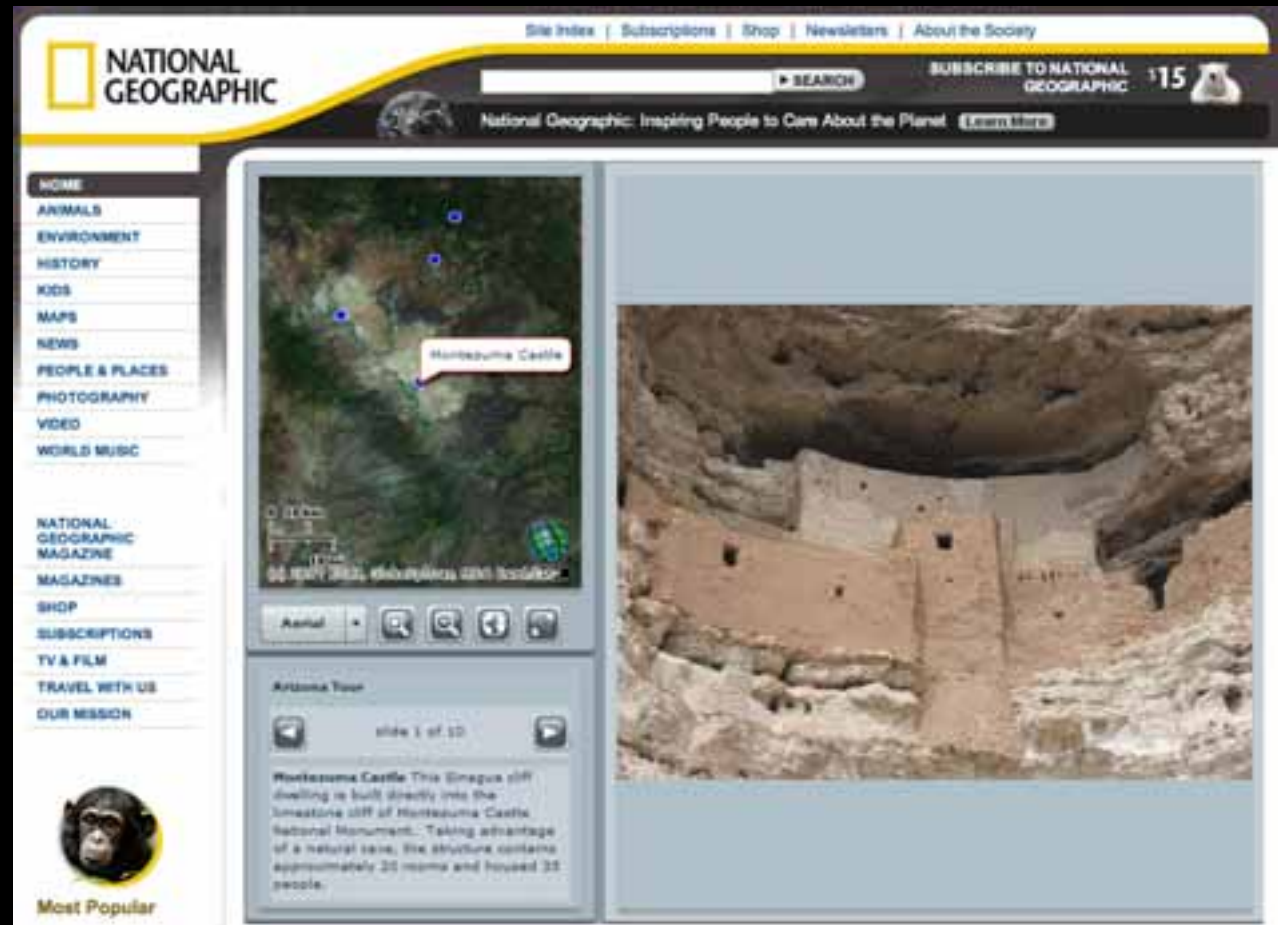 Site Index | Subscriptions | Shop | Newsletters | About the Society
NATIONAL
GEOGRAPHIC
SEARCH
SUBSCRIBE TO NATIONAL
GEOGRAPHIC
$15
National Geographic: Inspiring People to Care About the Planet Learn More
HOME
ANIMALS
ENVIRONMENT
HISTORY
KIDS
MAPS
NEWS
PEOPLE & PLACES
PHOTOGRAPHY
VIDEO
WORLD MUSIC
NATIONAL
GEOGRAPHIC
MAGAZINE
MAGAZINES
SHOP
SUBSCRIPTIONS
TV & FILM
TRAVEL WITH US
OUR MISSION
Most Popular
Montezuma Castle
Aerial
Arizona Tour
slide 1 of 10
Montezuma Castle This Sinagua cliff
dwelling is built directly into the
limestone cliff of Montezuma Castle
National Monument. Taking advantage
of a natural cave, the structure contains
approximately 20 rooms and housed 35
people.